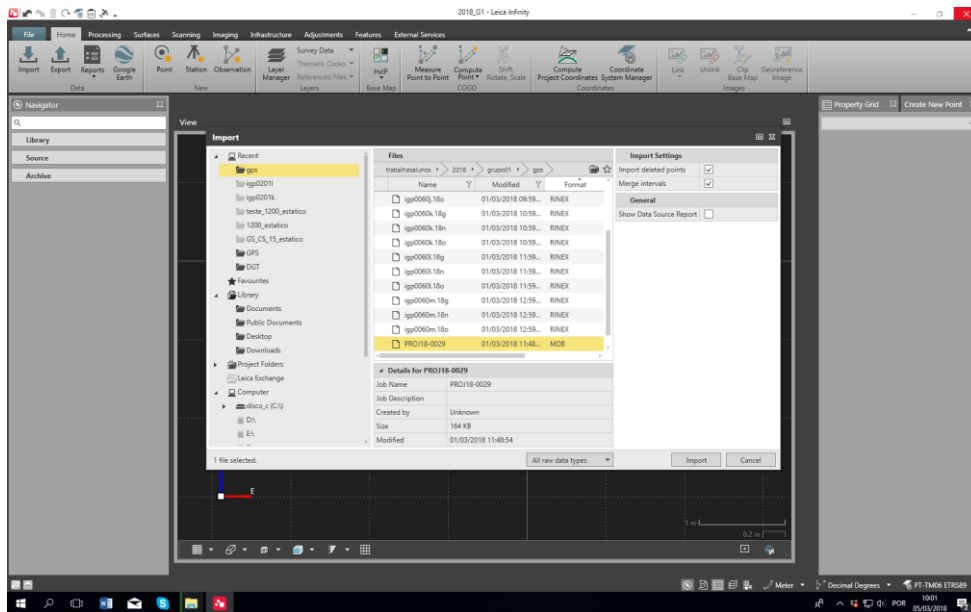 2018_G1 - Leica Infinity
File Home Processing Surfaces Scanning Imaging Infrastructure Adjustments Features External Services
Import Export Reports Google Earth
Point Station Observation
Layer Manager
Survey Data
Thematic Codes
Referenced Files
HxIP
Measure Point to Point
Compute Point
Shift, Rotate, Scale
Compute Project Coordinates
Coordinate System Manager
Link Unlink Clip Base Map Georeference Image
Data New Layers Base Map COGO Coordinates Images
Navigator
Library
Source
Archive
View
Property Grid Create New Point
Import
Recent
gps
igp0201l
igp0201k
teste_1200_estatico
1200_estatico
GS_CS_15_estatico
GPS
DGT
Favourites
Library
Documents
Public Documents
Desktop
Downloads
Project Folders
Leica Exchange
Computer
disco_c (C:\)
D:\
E:\
Files
trabalhosalunos 2018 grupo01 gps
Name Modified Format
igp0060j.18o 01/03/2018 09:59... RINEX
igp0060k.18g 01/03/2018 10:59... RINEX
igp0060k.18n 01/03/2018 10:59... RINEX
igp0060k.18o 01/03/2018 10:59... RINEX
igp0060l.18g 01/03/2018 11:59... RINEX
igp0060l.18n 01/03/2018 11:59... RINEX
igp0060l.18o 01/03/2018 11:59... RINEX
igp0060m.18g 01/03/2018 12:59... RINEX
igp0060m.18n 01/03/2018 12:59... RINEX
igp0060m.18o 01/03/2018 12:59... RINEX
PROJ18-0029 01/03/2018 11:48... MDB
Details for PROJ18-0029
Job Name PROJ18-0029
Job Description
Created by Unknown
Size 164 KB
Modified 01/03/2018 11:48:54
Import Settings
Import deleted points
Merge intervals
General
Show Data Source Report
1 file selected.
All raw data types
Import Cancel
E
1 m
0.2 m
Meter Decimal Degrees PT-TM06 ETRS89
POR
10:01
05/03/2018